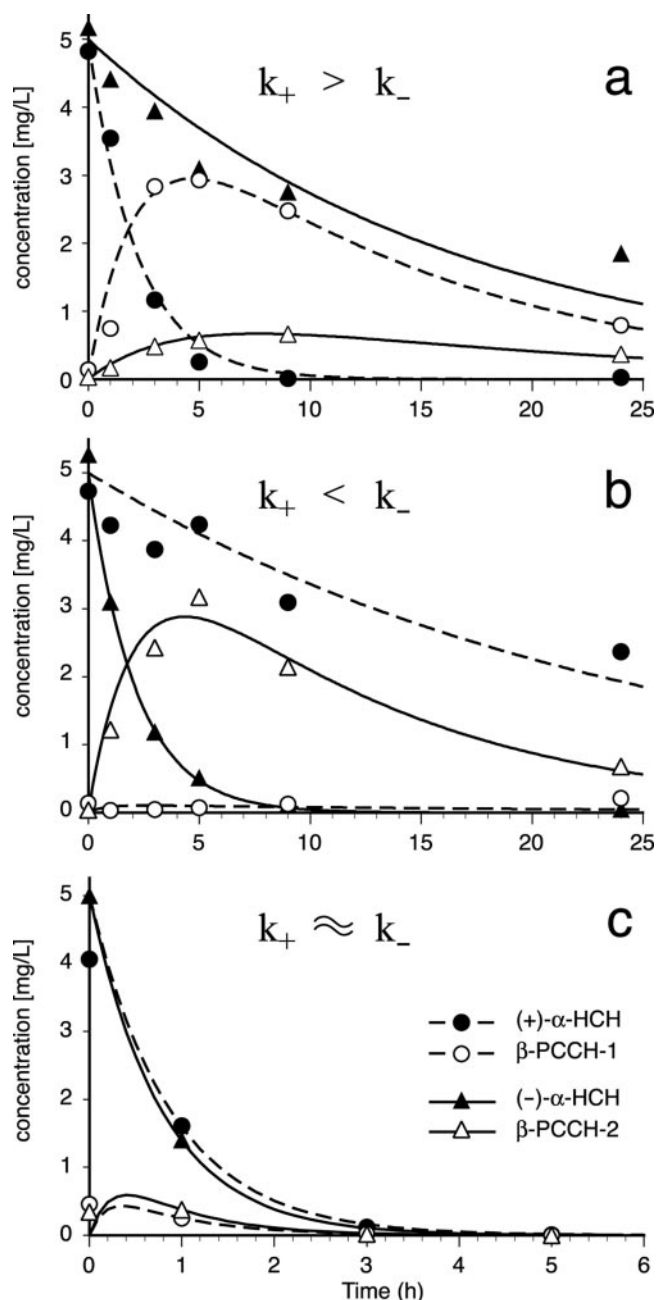 a
k₊ > k₋
concentration [mg/L]
5
4
3
2
1
0
0 5 10 15 20 25
b
k₊ < k₋
concentration [mg/L]
5
4
3
2
1
0
0 5 10 15 20 25
c
k₊ ≈ k₋
concentration [mg/L]
5
4
3
2
1
0
(+)-α-HCH
β-PCCH-1
(−)-α-HCH
β-PCCH-2
0 1 2 3 4 5 6
Time (h)